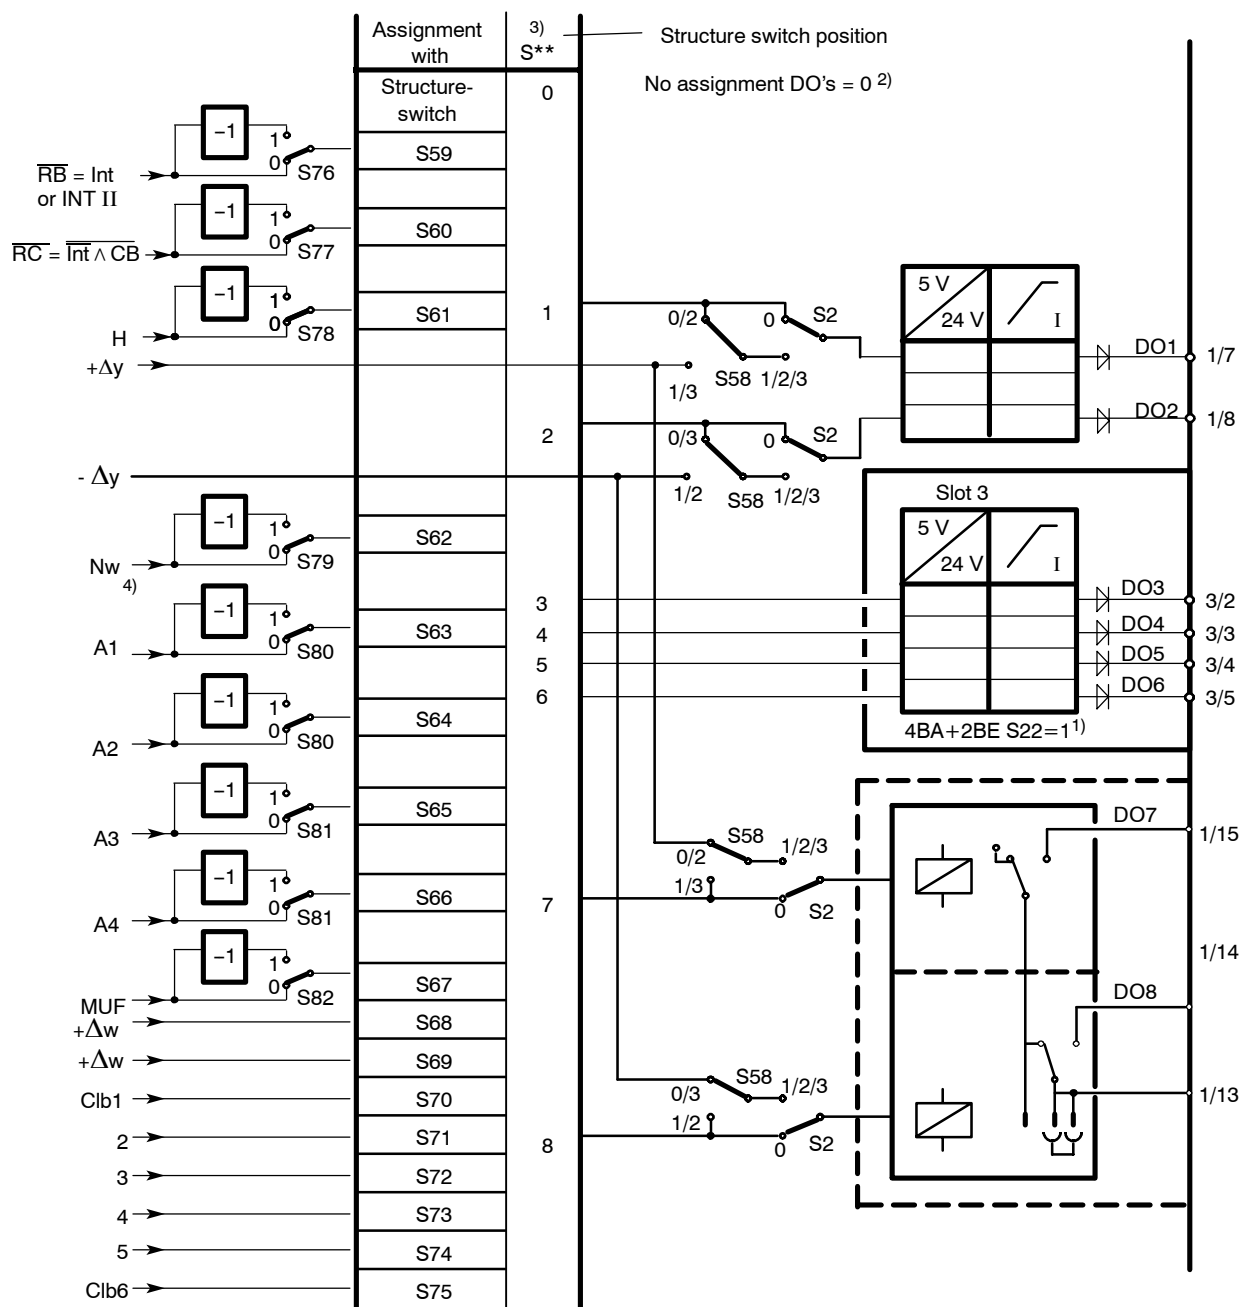 Assignment
with
3)
S**
Structure switch position
Structure-
switch
0
No assignment DO's = 0 2)
–1
1
0
S76
S59
RB = Int
or INT II
–1
1
0
S77
S60
RC = Int ∧ CB
–1
1
0
S78
S61
H
1
0/2
0
S2
5 V
24 V
I
DO1
1/7
+Δy
1/3
S58
1/2/3
DO2
1/8
2
0/3
0
S2
- Δy
1/2
S58
1/2/3
Slot 3
–1
1
0
S79
S62
Nw
4)
5 V
24 V
I
–1
1
0
S80
S63
A1
3
4
5
6
DO3
3/2
DO4
3/3
DO5
3/4
DO6
3/5
–1
1
0
S80
S64
A2
4BA+2BE S22=1 1)
–1
1
0
S81
S65
A3
DO7
1/15
S58
0/2
1/2/3
1/3
0
S2
–1
1
0
S81
S66
A4
7
–1
1
0
S82
S67
MUF
1/14
DO8
+Δw
S68
+Δw
S69
Clb1
S70
S58
0/3
1/2/3
1/13
1/2
0
S2
2
S71
8
3
S72
4
S73
5
S74
Clb6
S75